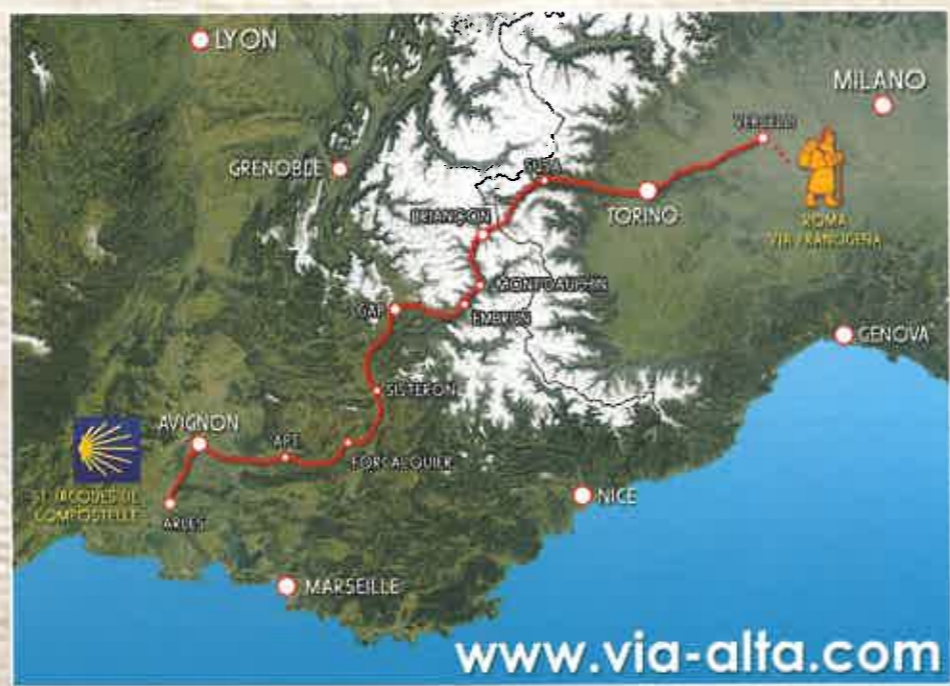 LYON
MILANO
VERCELLI
GRENOBLE
SUSA
TORINO
ROMA
VIA FRANCIGENA
BRIANÇON
MONTDAUPHIN
GAP
EMBRUN
GENOVA
SISTERON
AVIGNON
APT
FORCALQUIER
ST JACQUES DE
COMPOSTELLE
ARLES
NICE
MARSEILLE
www.via-alta.com